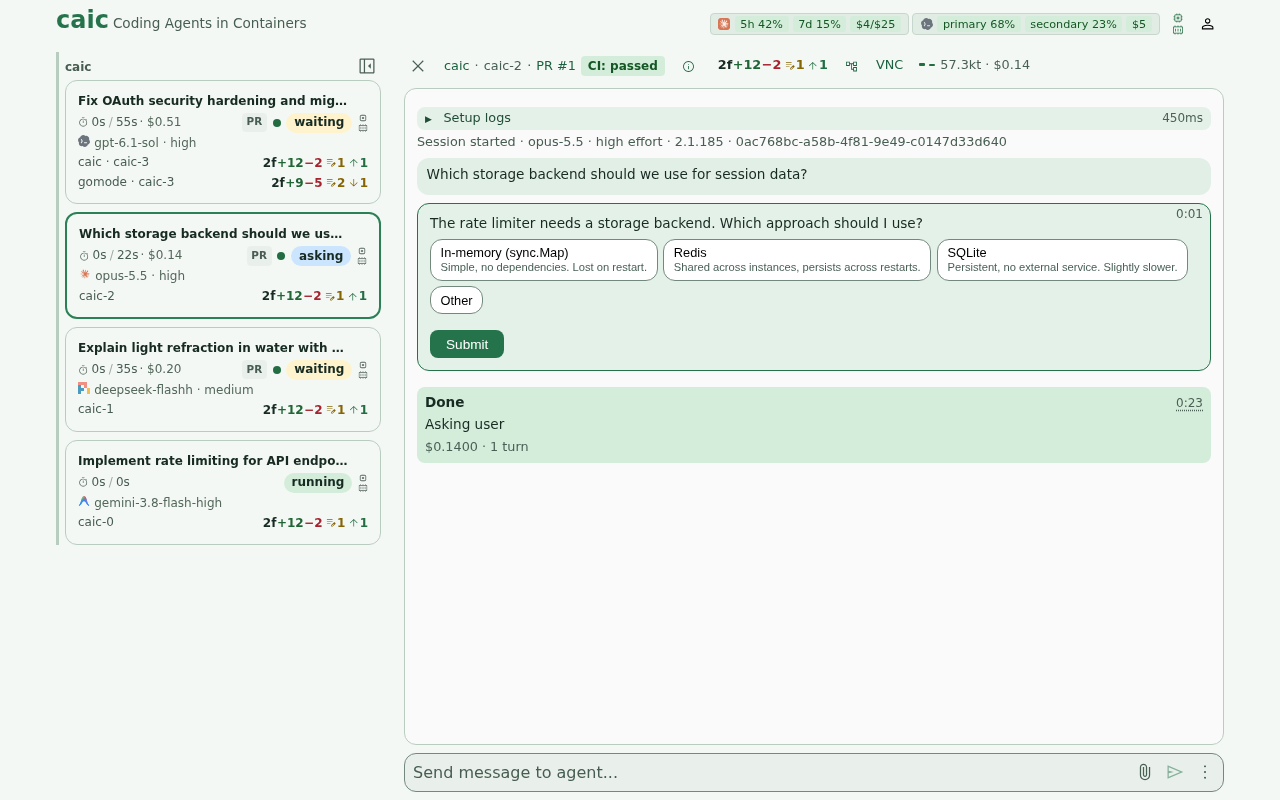 caic Coding Agents in Containers
5h 42% 7d 15% $4/$25 primary 68% secondary 23% $5
caic
Fix OAuth security hardening and mig…
0s / 55s · $0.51 PR waiting
gpt-6.1-sol · high
caic · caic-3 2f+12−2 1 ↑1
gomode · caic-3 2f+9−5 2 ↓1
Which storage backend should we us…
0s / 22s · $0.14 PR asking
opus-5.5 · high
caic-2 2f+12−2 1 ↑1
Explain light refraction in water with …
0s / 35s · $0.20 PR waiting
deepseek-flashh · medium
caic-1 2f+12−2 1 ↑1
Implement rate limiting for API endpo…
0s / 0s running
gemini-3.8-flash-high
caic-0 2f+12−2 1 ↑1
caic · caic-2 · PR #1 CI: passed 2f+12−2 1 ↑1 VNC 57.3kt · $0.14
▸ Setup logs 450ms
Session started · opus-5.5 · high effort · 2.1.185 · 0ac768bc-a58b-4f81-9e49-c0147d33d640
Which storage backend should we use for session data?
0:01
The rate limiter needs a storage backend. Which approach should I use?
In-memory (sync.Map)
Simple, no dependencies. Lost on restart.
Redis
Shared across instances, persists across restarts.
SQLite
Persistent, no external service. Slightly slower.
Other
Submit
Done 0:23
Asking user
$0.1400 · 1 turn
Send message to agent...